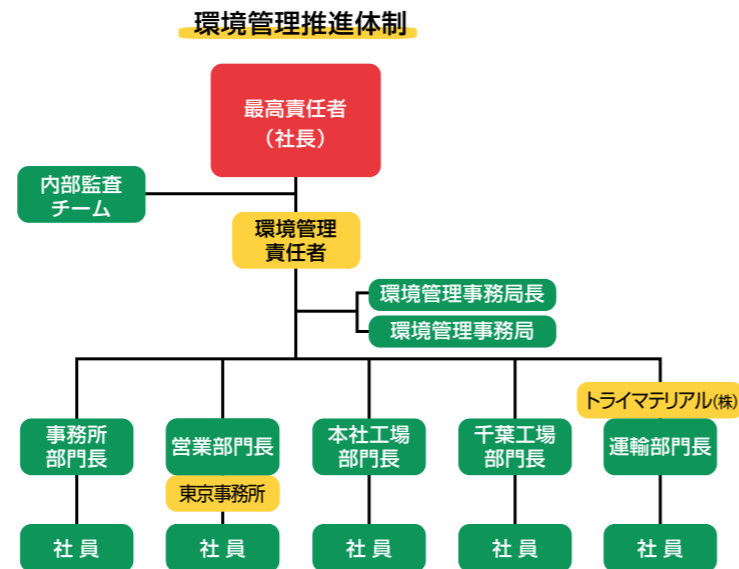 環境管理推進体制
最高責任者
（社長）
内部監査
チーム
環境管理
責任者
環境管理事務局長
環境管理事務局
トライマテリアル(株)
事務所
部門長
営業部門長
本社工場
部門長
千葉工場
部門長
運輸部門長
東京事務所
社 員
社 員
社 員
社 員
社 員